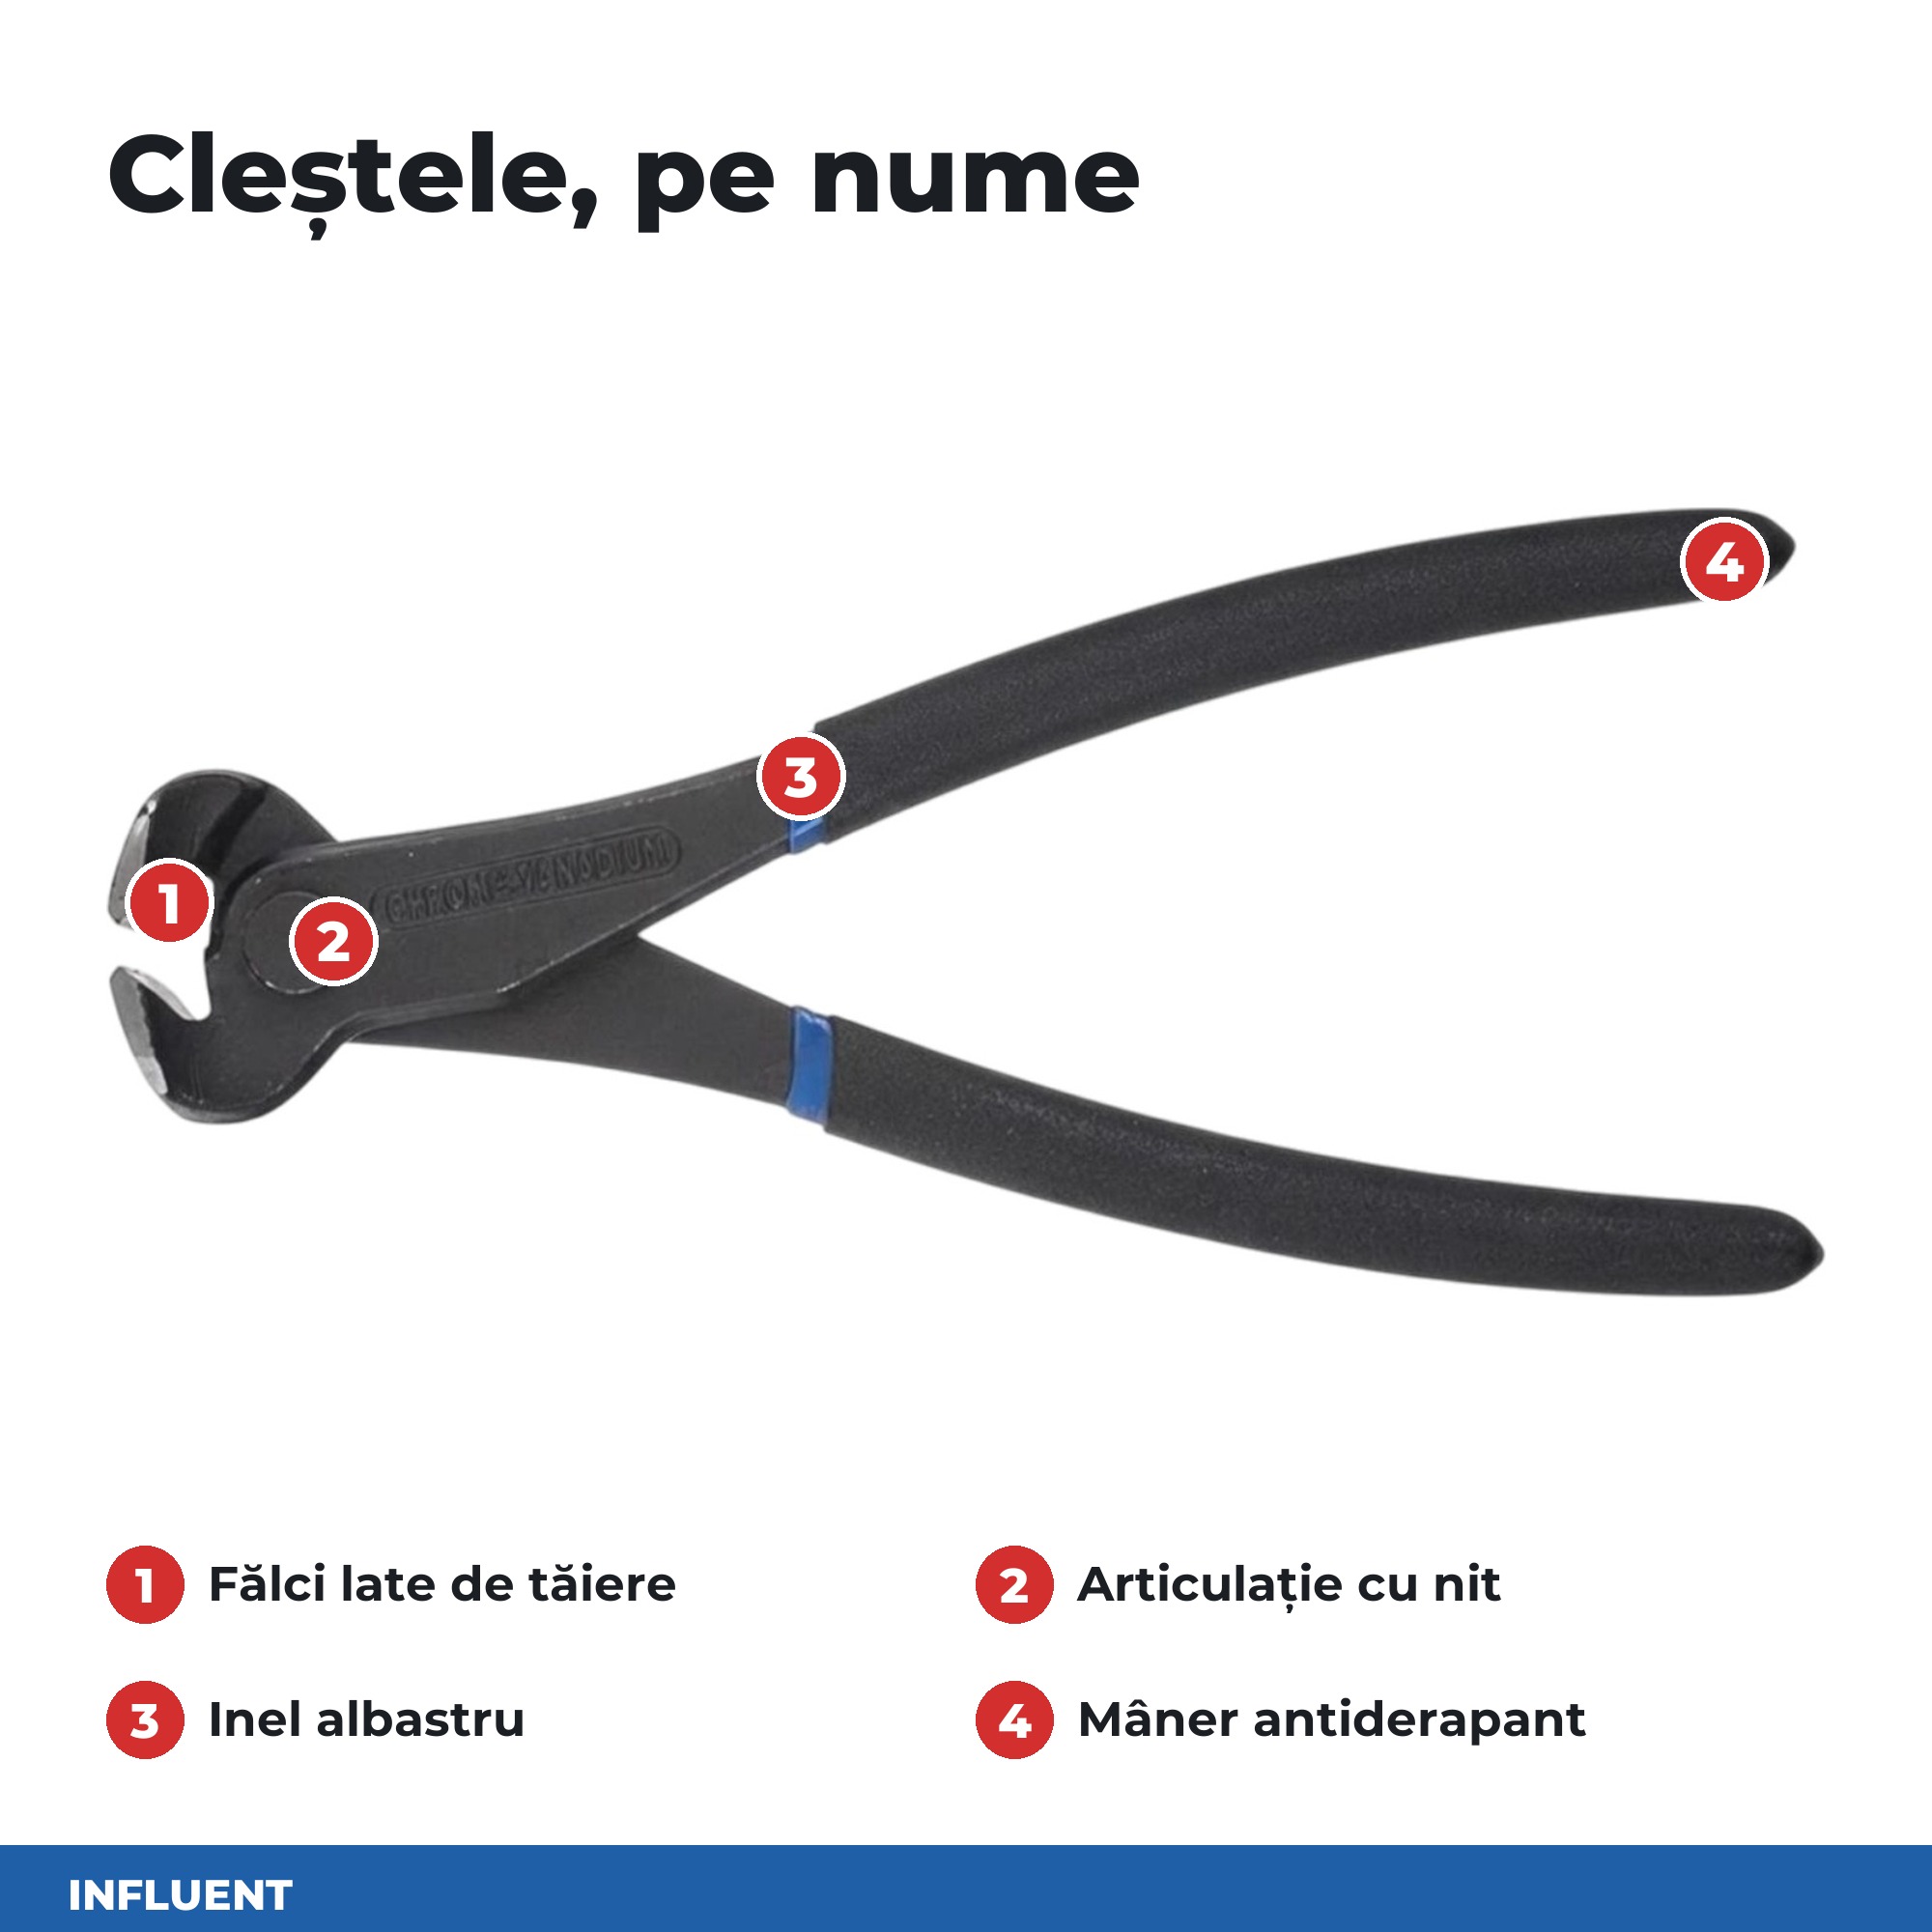 Cleștele, pe nume
4
3
1
2
1 Fălci late de tăiere
2 Articulație cu nit
3 Inel albastru
4 Mâner antiderapant
INFLUENT